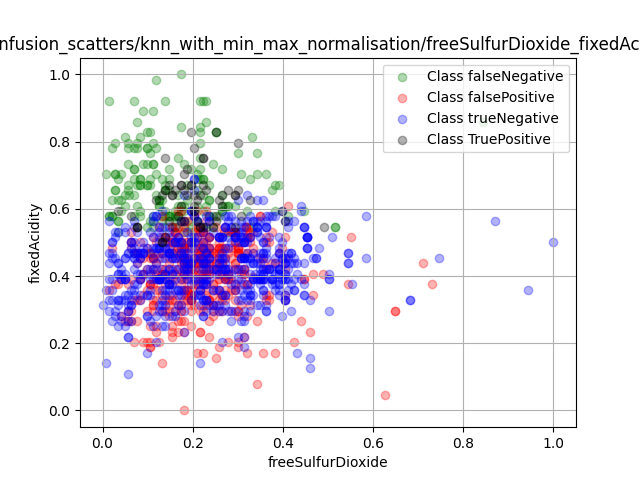 nfusion_scatters/knn_with_min_max_normalisation/freeSulfurDioxide_fixedAc
1.0
0.8
0.6
0.4
0.2
0.0
fixedAcidity
Class falseNegative
Class falsePositive
Class trueNegative
Class TruePositive
0.0 0.2 0.4 0.6 0.8 1.0
freeSulfurDioxide